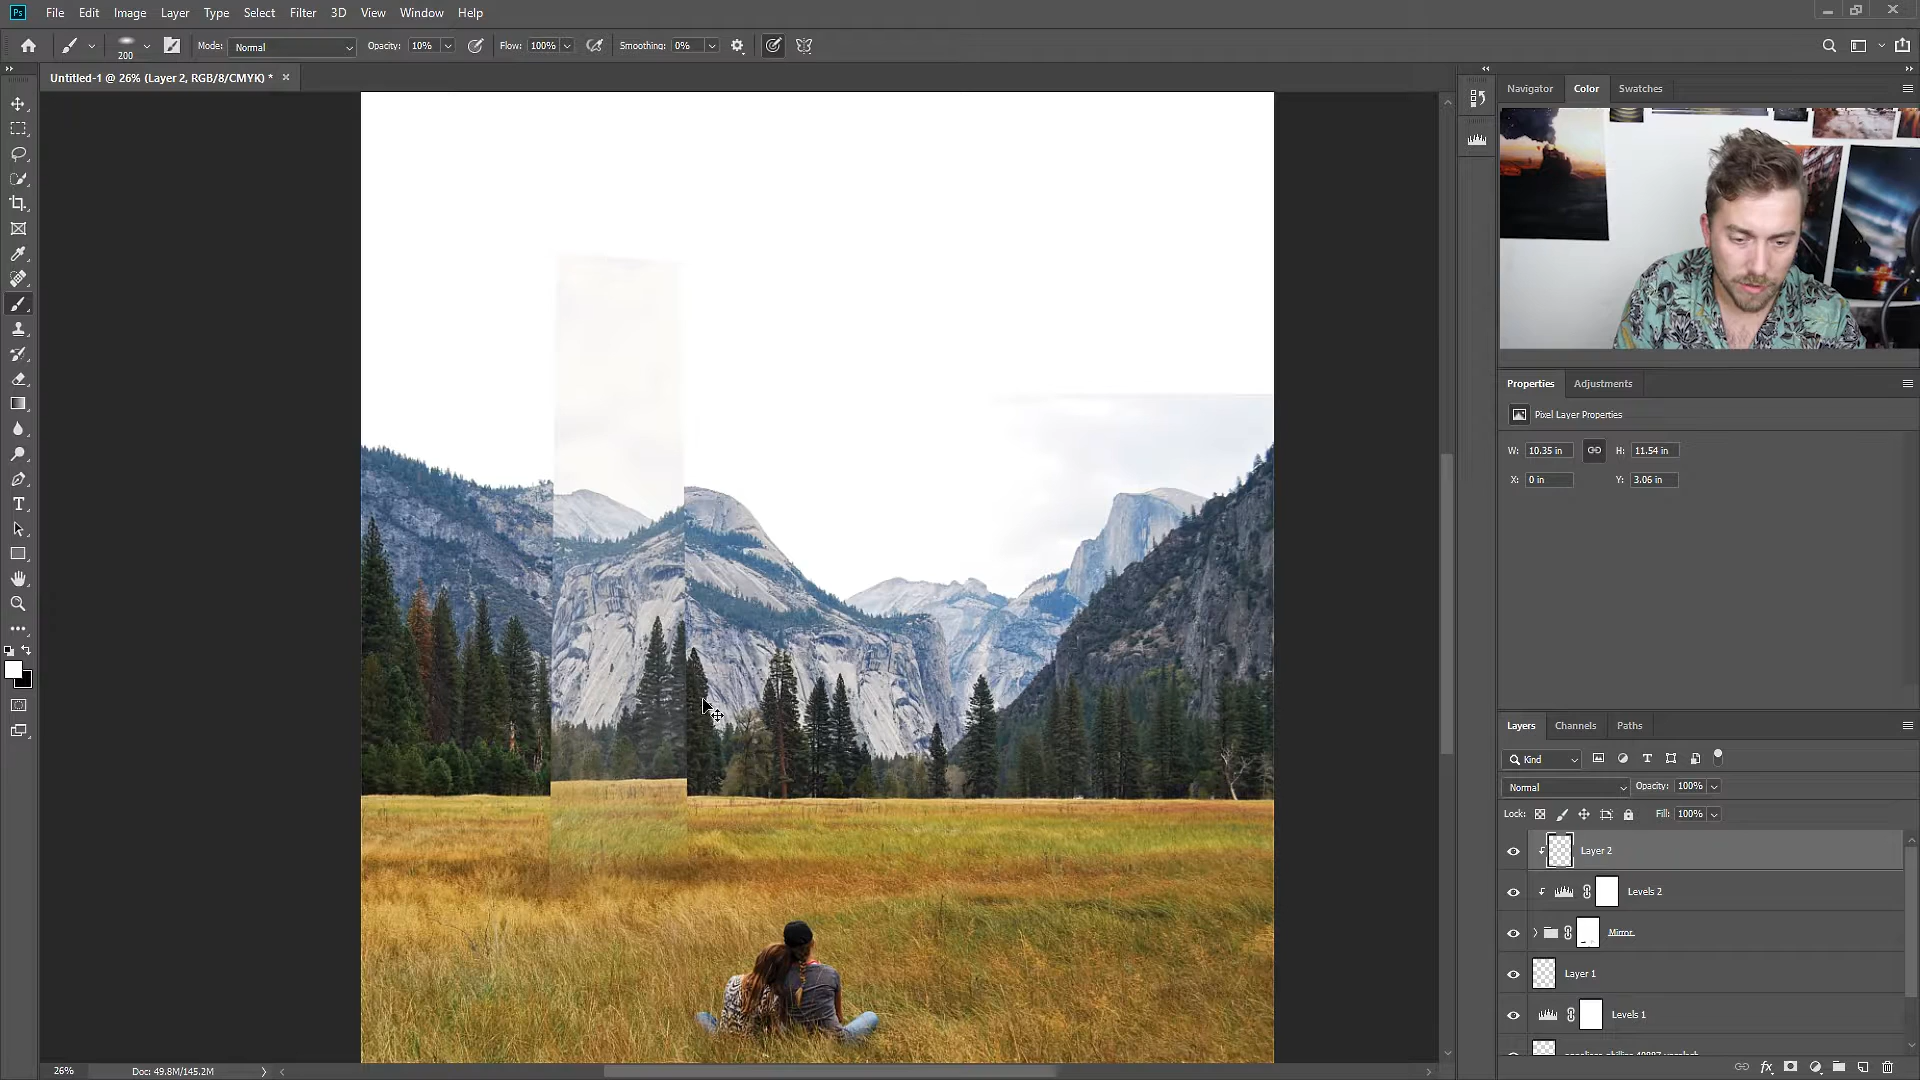 Ps File Edit Image Layer Type Select Filter 3D View Window Help
200 Mode: Normal Opacity: 10% Flow: 100% Smoothing: 0%
Untitled-1 @ 26% (Layer 2, RGB/8/CMYK) * ×
Navigator Color Swatches
Properties Adjustments
Pixel Layer Properties
W: 10.35 in H: 11.54 in
X: 0 in Y: 3.06 in
Layers Channels Paths
Kind
Normal Opacity: 100%
Lock: Fill: 100%
Layer 2
Levels 2
Mirror
Layer 1
Levels 1
26% Doc: 49.8M/145.2M